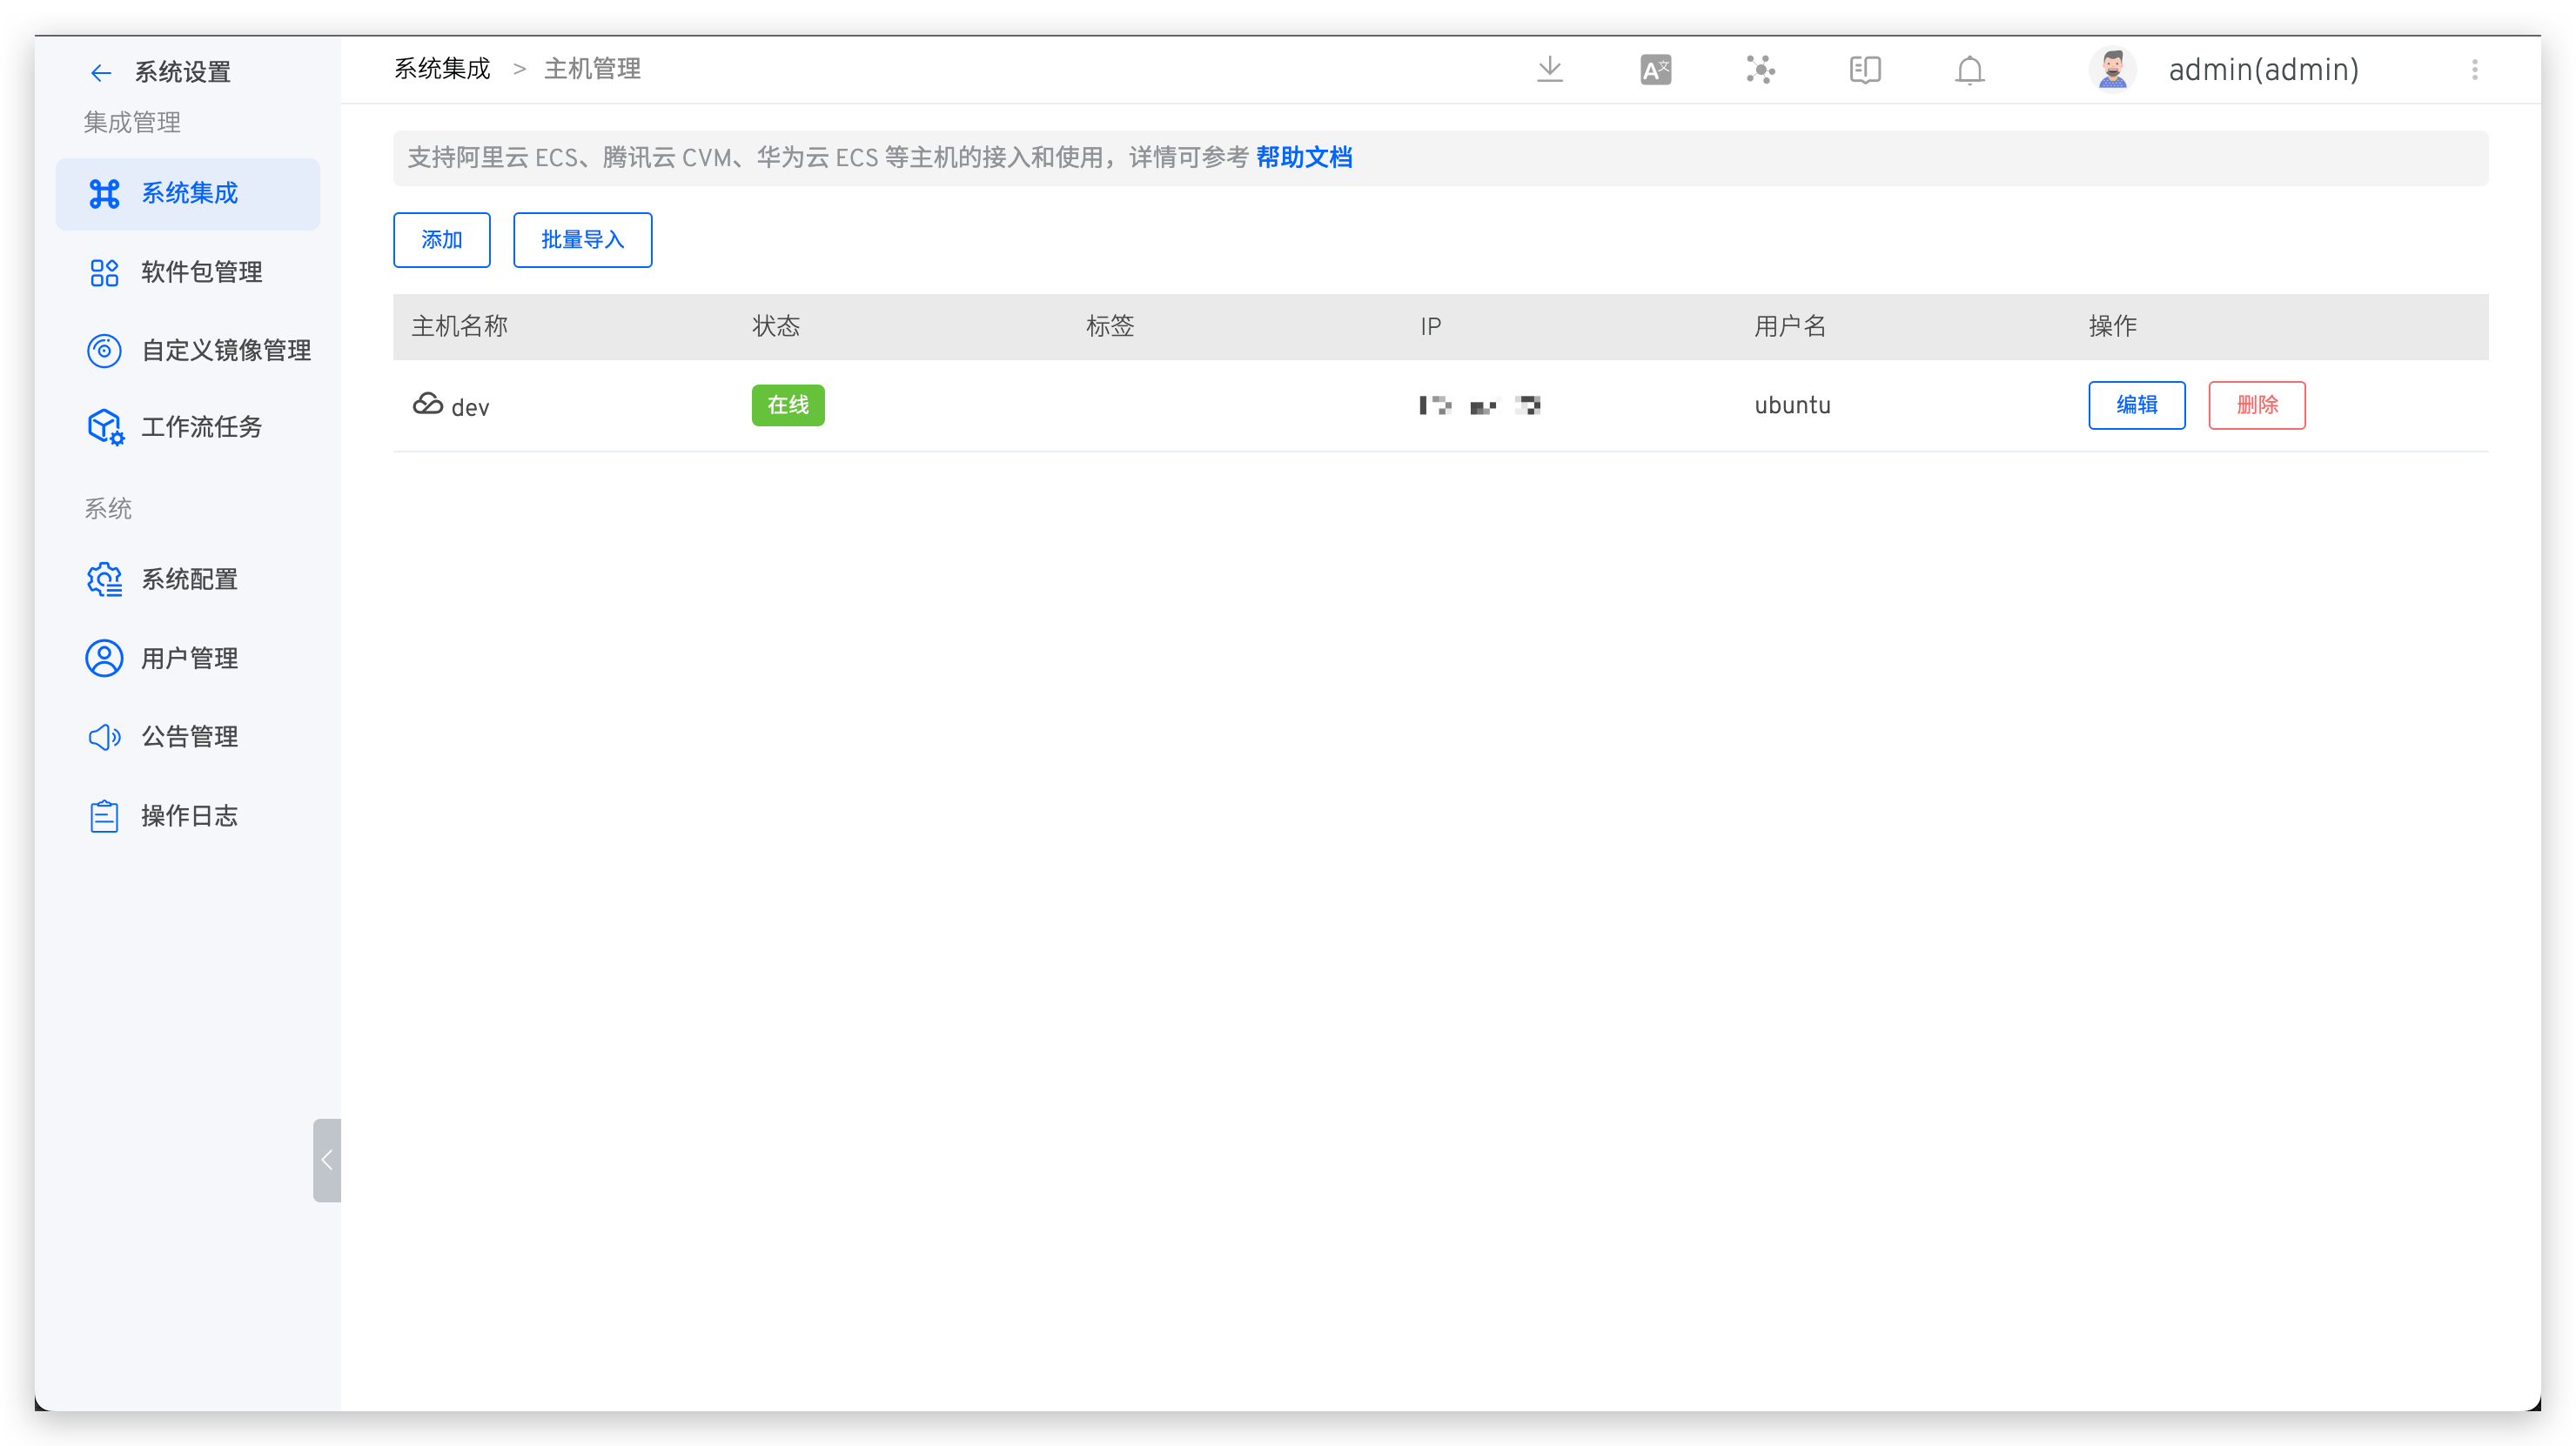 系统设置
集成管理
系统集成
软件包管理
自定义镜像管理
工作流任务
系统
系统配置
用户管理
公告管理
操作日志
系统集成 > 主机管理
admin(admin)
支持阿里云 ECS、腾讯云 CVM、华为云 ECS 等主机的接入和使用，详情可参考 帮助文档
添加 批量导入
主机名称 状态 标签 IP 用户名 操作
dev 在线 ubuntu 编辑 删除